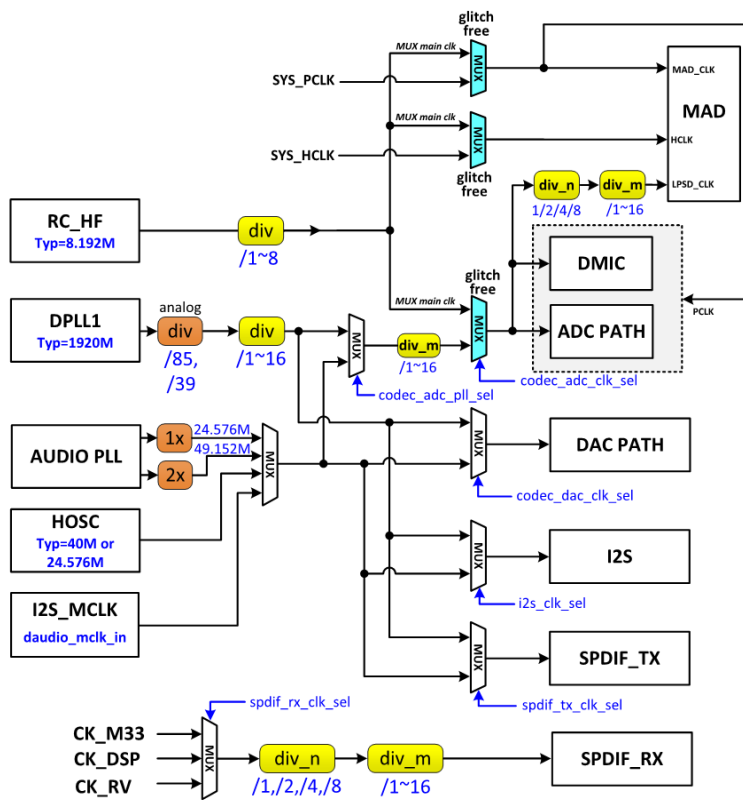 glitch
free
MUX main clk
MUX
SYS_PCLK
MAD_CLK
MAD
MUX main clk
MUX
HCLK
SYS_HCLK
glitch
free
LPSD_CLK
div_n
div_m
1/2/4/8
/1~16
RC_HF
Typ=8.192M
div
/1~8
glitch
free
MUX main clk
MUX
DMIC
ADC PATH
PCLK
DPLL1
Typ=1920M
analog
div
/85,
/39
div
/1~16
MUX
div_m
/1~16
codec_adc_pll_sel
codec_adc_clk_sel
AUDIO PLL
1x
24.576M
2x
49.152M
MUX
MUX
DAC PATH
codec_dac_clk_sel
HOSC
Typ=40M or
24.576M
MUX
I2S
i2s_clk_sel
I2S_MCLK
daudio_mclk_in
MUX
SPDIF_TX
spdif_tx_clk_sel
spdif_rx_clk_sel
CK_M33
CK_DSP
CK_RV
MUX
div_n
/1,/2,/4,/8
div_m
/1~16
SPDIF_RX